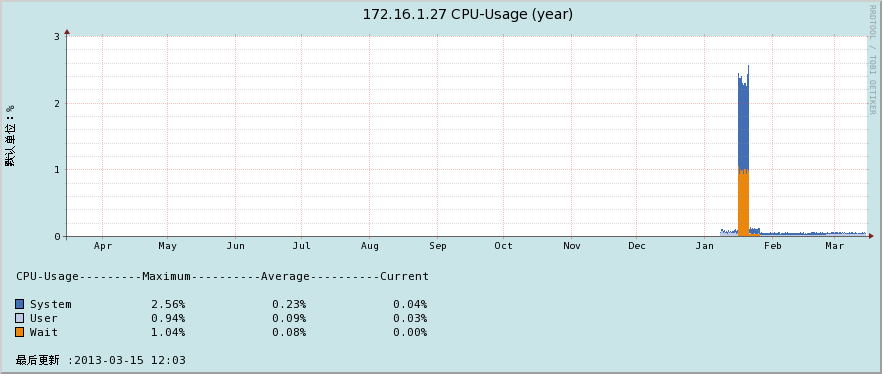 172.16.1.27 CPU-Usage (year)
RRDTOOL / TOBI OETIKER
默认单位：%
3
2
1
0
Apr May Jun Jul Aug Sep Oct Nov Dec Jan Feb Mar
CPU-Usage---------Maximum----------Average----------Current
System 2.56% 0.23% 0.04%
User 0.94% 0.09% 0.03%
Wait 1.04% 0.08% 0.00%
最后更新 :2013-03-15 12:03